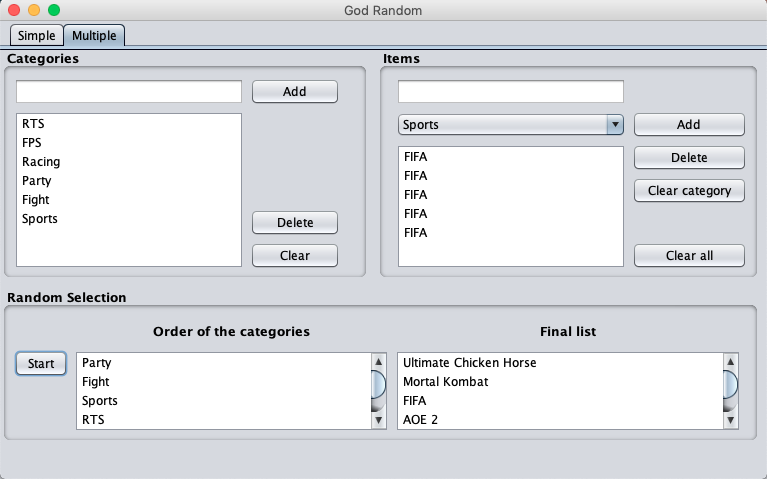 God Random
Simple
Multiple
Categories
Add
RTS
FPS
Racing
Party
Fight
Sports
Delete
Clear
Items
Sports
Add
FIFA
FIFA
FIFA
FIFA
FIFA
Delete
Clear category
Clear all
Random Selection
Order of the categories
Final list
Start
Party
Fight
Sports
RTS
Ultimate Chicken Horse
Mortal Kombat
FIFA
AOE 2